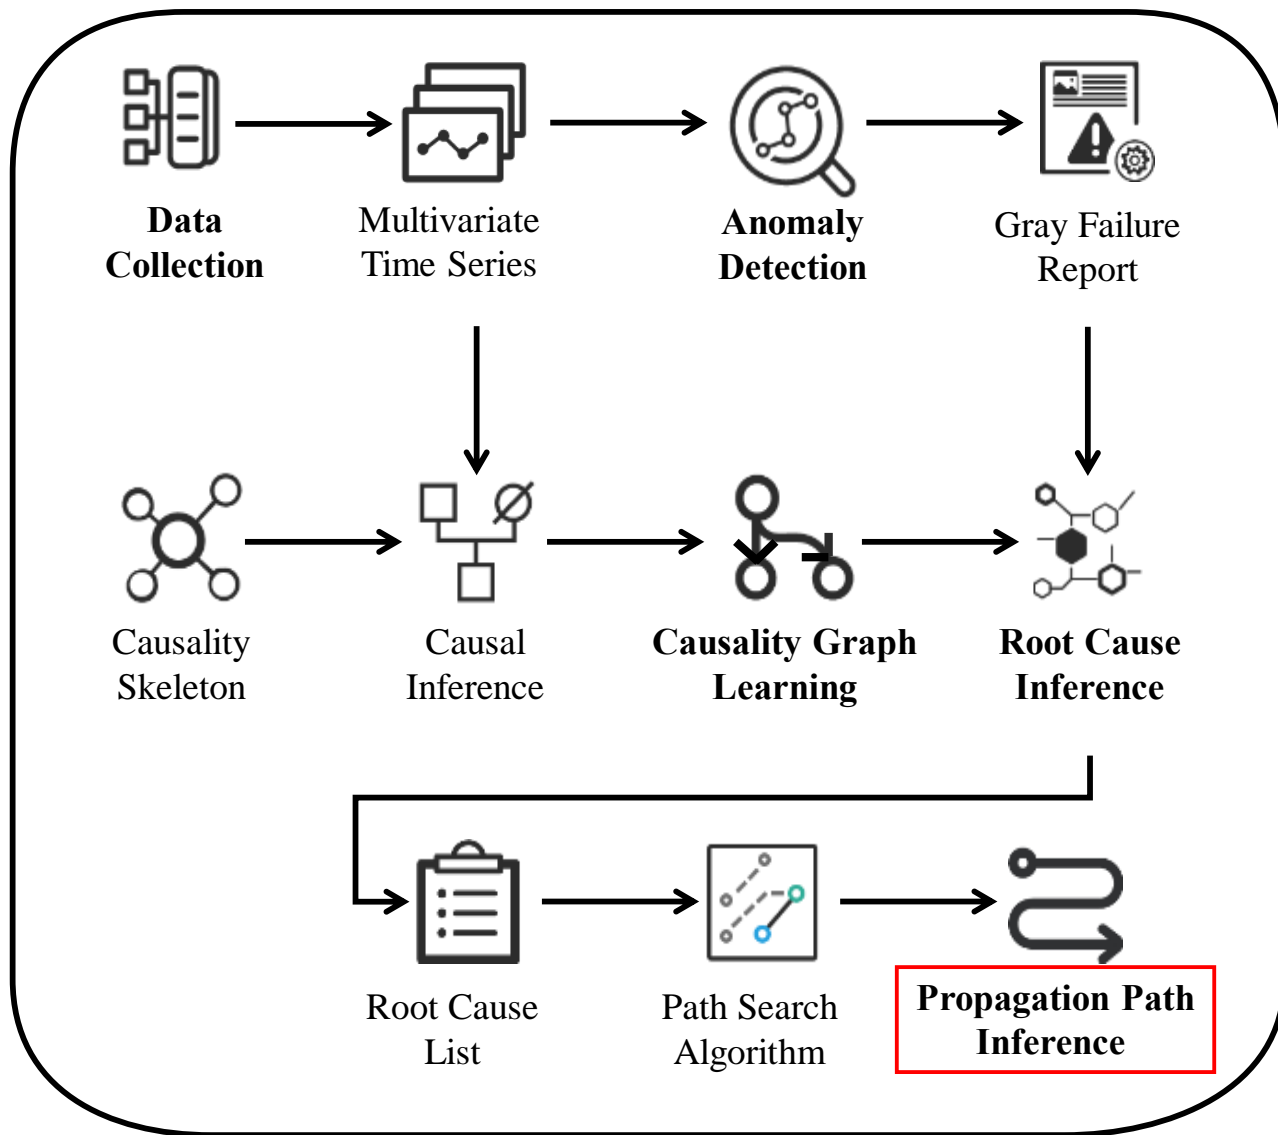 Data
Collection
Multivariate
Time Series
Anomaly
Detection
Gray Failure
Report
Causality
Skeleton
Causal
Inference
Causality Graph
Learning
Root Cause
Inference
Root Cause
List
Path Search
Algorithm
Propagation Path
Inference